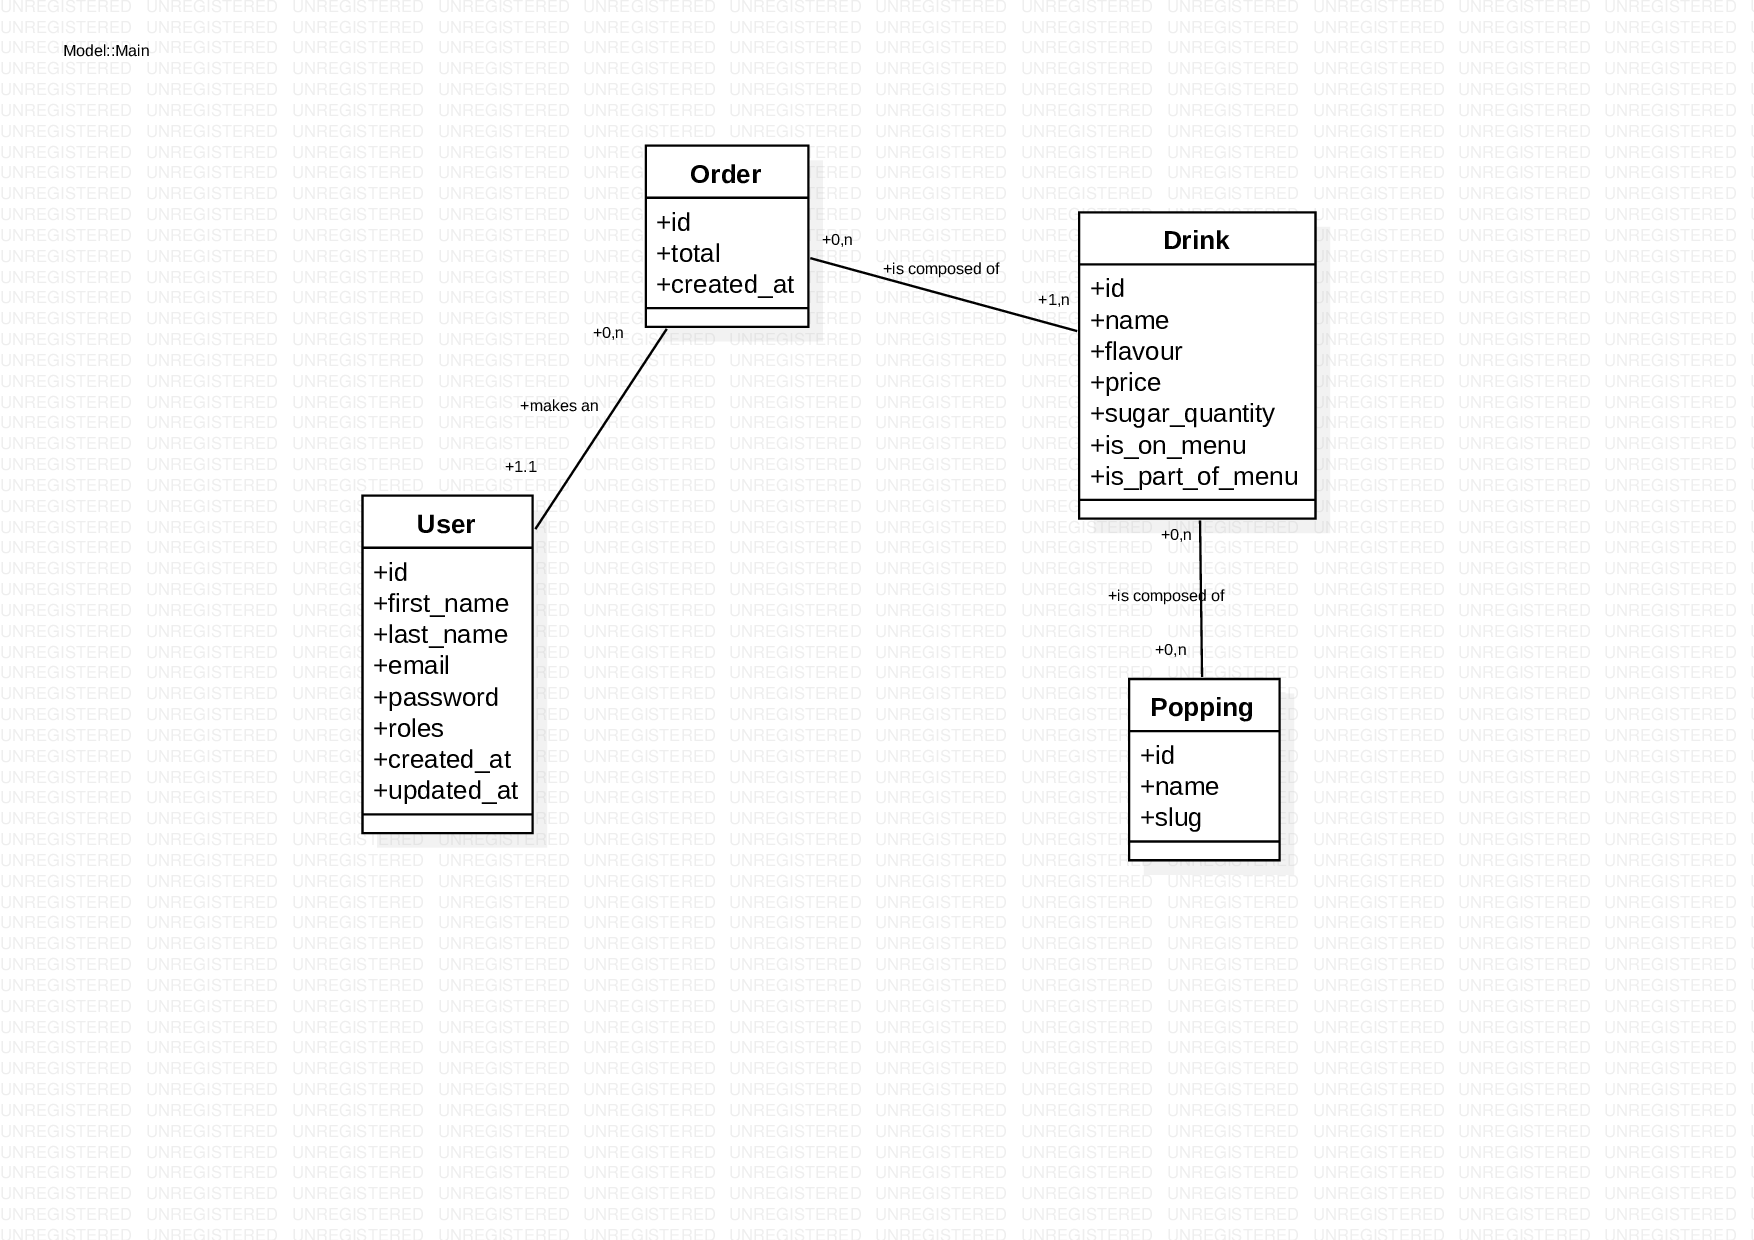 Model::Main
Order
+id
+total
+created_at
+0,n
+is composed of
+1,n
Drink
+id
+name
+flavour
+price
+sugar_quantity
+is_on_menu
+is_part_of_menu
+0,n
+makes an
+1.1
User
+id
+first_name
+last_name
+email
+password
+roles
+created_at
+updated_at
+0,n
+is composed of
+0,n
Popping
+id
+name
+slug
UNREGISTERED